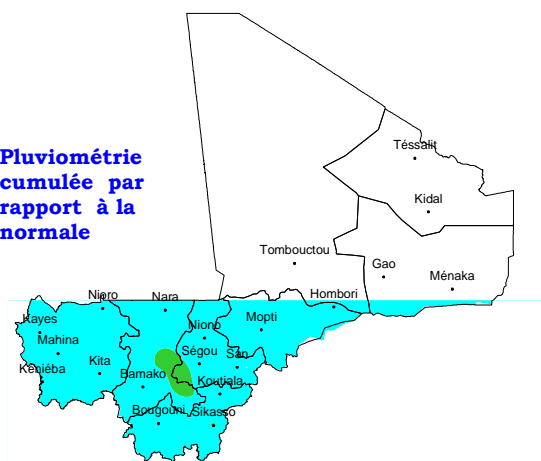 Téssalit
Pluviométrie
cumulée par
rapport à la
normale
Kidal
Tombouctou
Gao
Ménaka
Nioro
Nara
Hombori
Kayes
Niono
Mopti
Mahina
Ségou
San
Kéniéba
Kita
Bamako
Koutiala
Bougouni
Sikasso